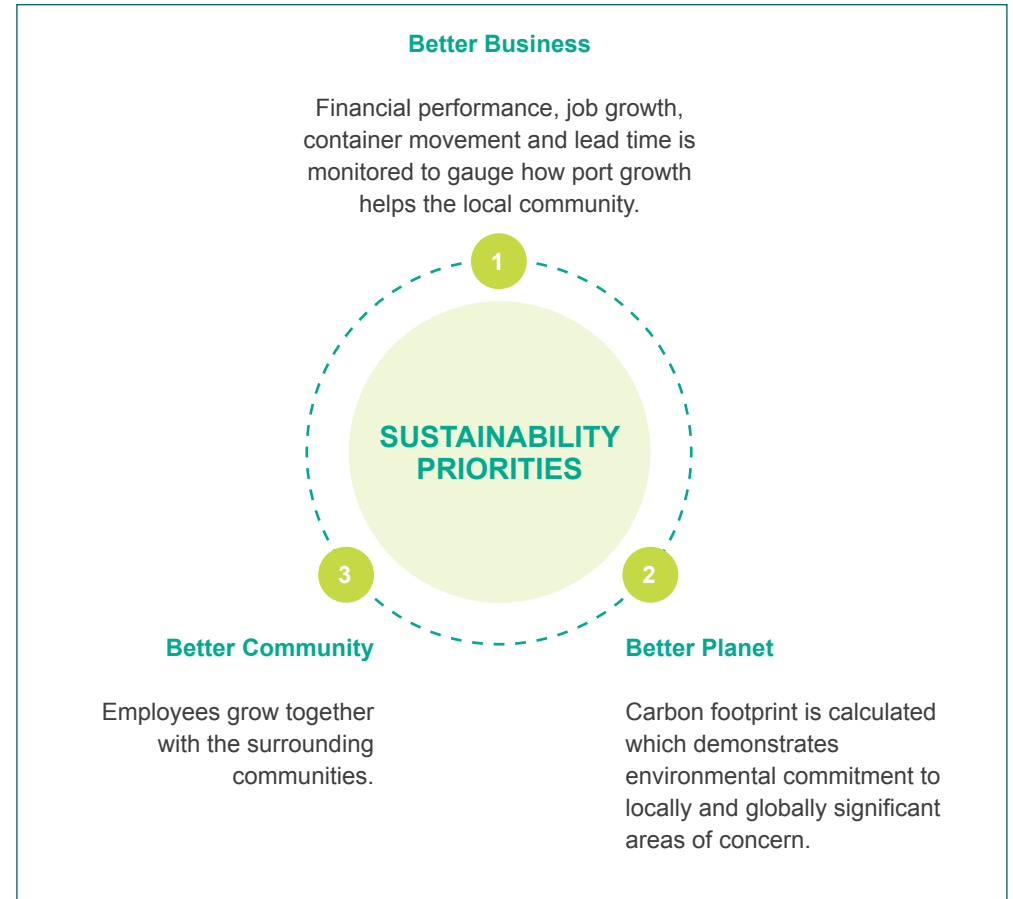 Better Business
Financial performance, job growth,
container movement and lead time is
monitored to gauge how port growth
helps the local community.
1
SUSTAINABILITY
PRIORITIES
3
2
Better Community
Employees grow together
with the surrounding
communities.
Better Planet
Carbon footprint is calculated
which demonstrates
environmental commitment to
locally and globally significant
areas of concern.